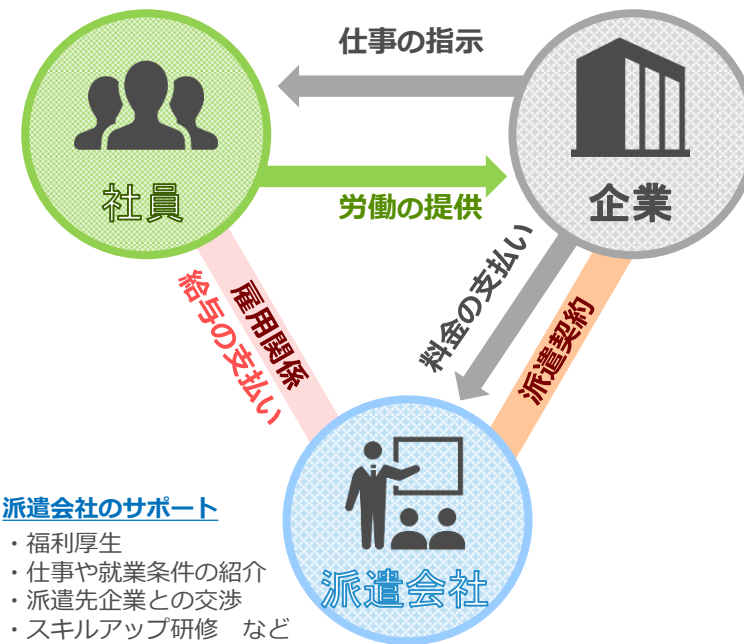 仕事の指示
社員
企業
労働の提供
雇用関係
給与の支払い
料金の支払い
派遣契約
派遣会社のサポート
・福利厚生
・仕事や就業条件の紹介
・派遣先企業との交渉
・スキルアップ研修　など
派遣会社